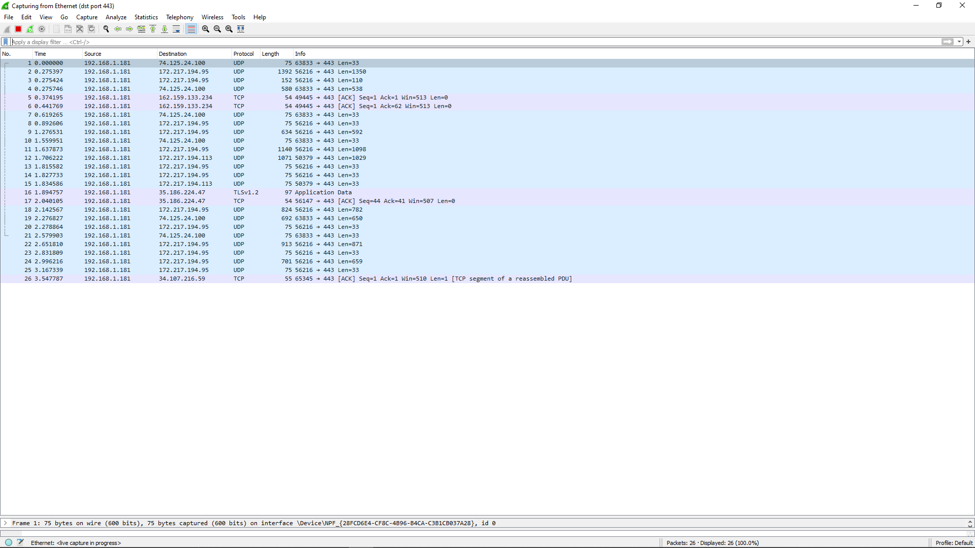 Capturing from Ethernet (dst port 443)
File Edit View Go Capture Analyze Statistics Telephony Wireless Tools Help
Apply a display filter ... <Ctrl-/>
No. Time Source Destination Protocol Length Info
1 0.000000 192.168.1.181 74.125.24.100 UDP 75 63833 → 443 Len=33
2 0.275397 192.168.1.181 172.217.194.95 UDP 1392 56216 → 443 Len=1350
3 0.275424 192.168.1.181 172.217.194.95 UDP 152 56216 → 443 Len=110
4 0.275746 192.168.1.181 74.125.24.100 UDP 580 63833 → 443 Len=538
5 0.374195 192.168.1.181 162.159.133.234 TCP 54 49445 → 443 [ACK] Seq=1 Ack=1 Win=513 Len=0
6 0.441769 192.168.1.181 162.159.133.234 TCP 54 49445 → 443 [ACK] Seq=1 Ack=62 Win=513 Len=0
7 0.619265 192.168.1.181 74.125.24.100 UDP 75 63833 → 443 Len=33
8 0.892606 192.168.1.181 172.217.194.95 UDP 75 56216 → 443 Len=33
9 1.276531 192.168.1.181 172.217.194.95 UDP 634 56216 → 443 Len=592
10 1.559951 192.168.1.181 74.125.24.100 UDP 75 63833 → 443 Len=33
11 1.637873 192.168.1.181 172.217.194.95 UDP 1140 56216 → 443 Len=1098
12 1.706222 192.168.1.181 172.217.194.113 UDP 1071 50379 → 443 Len=1029
13 1.815582 192.168.1.181 172.217.194.95 UDP 75 56216 → 443 Len=33
14 1.827733 192.168.1.181 172.217.194.95 UDP 75 56216 → 443 Len=33
15 1.834586 192.168.1.181 172.217.194.113 UDP 75 50379 → 443 Len=33
16 1.894757 192.168.1.181 35.186.224.47 TLSv1.2 97 Application Data
17 2.040105 192.168.1.181 35.186.224.47 TCP 54 56147 → 443 [ACK] Seq=44 Ack=41 Win=507 Len=0
18 2.142567 192.168.1.181 172.217.194.95 UDP 824 56216 → 443 Len=782
19 2.276827 192.168.1.181 74.125.24.100 UDP 692 63833 → 443 Len=650
20 2.278864 192.168.1.181 172.217.194.95 UDP 75 56216 → 443 Len=33
21 2.579903 192.168.1.181 74.125.24.100 UDP 75 63833 → 443 Len=33
22 2.651810 192.168.1.181 172.217.194.95 UDP 913 56216 → 443 Len=871
23 2.831809 192.168.1.181 172.217.194.95 UDP 75 56216 → 443 Len=33
24 2.996216 192.168.1.181 172.217.194.95 UDP 701 56216 → 443 Len=659
25 3.167339 192.168.1.181 172.217.194.95 UDP 75 56216 → 443 Len=33
26 3.547787 192.168.1.181 34.107.216.59 TCP 55 65345 → 443 [ACK] Seq=1 Ack=1 Win=510 Len=1 [TCP segment of a reassembled PDU]
Frame 1: 75 bytes on wire (600 bits), 75 bytes captured (600 bits) on interface \Device\NPF_{28FCD6E4-CF8C-4B96-B4CA-C3B1CB037A28}, id 0
Ethernet: <live capture in progress> Packets: 26 · Displayed: 26 (100.0%) Profile: Default